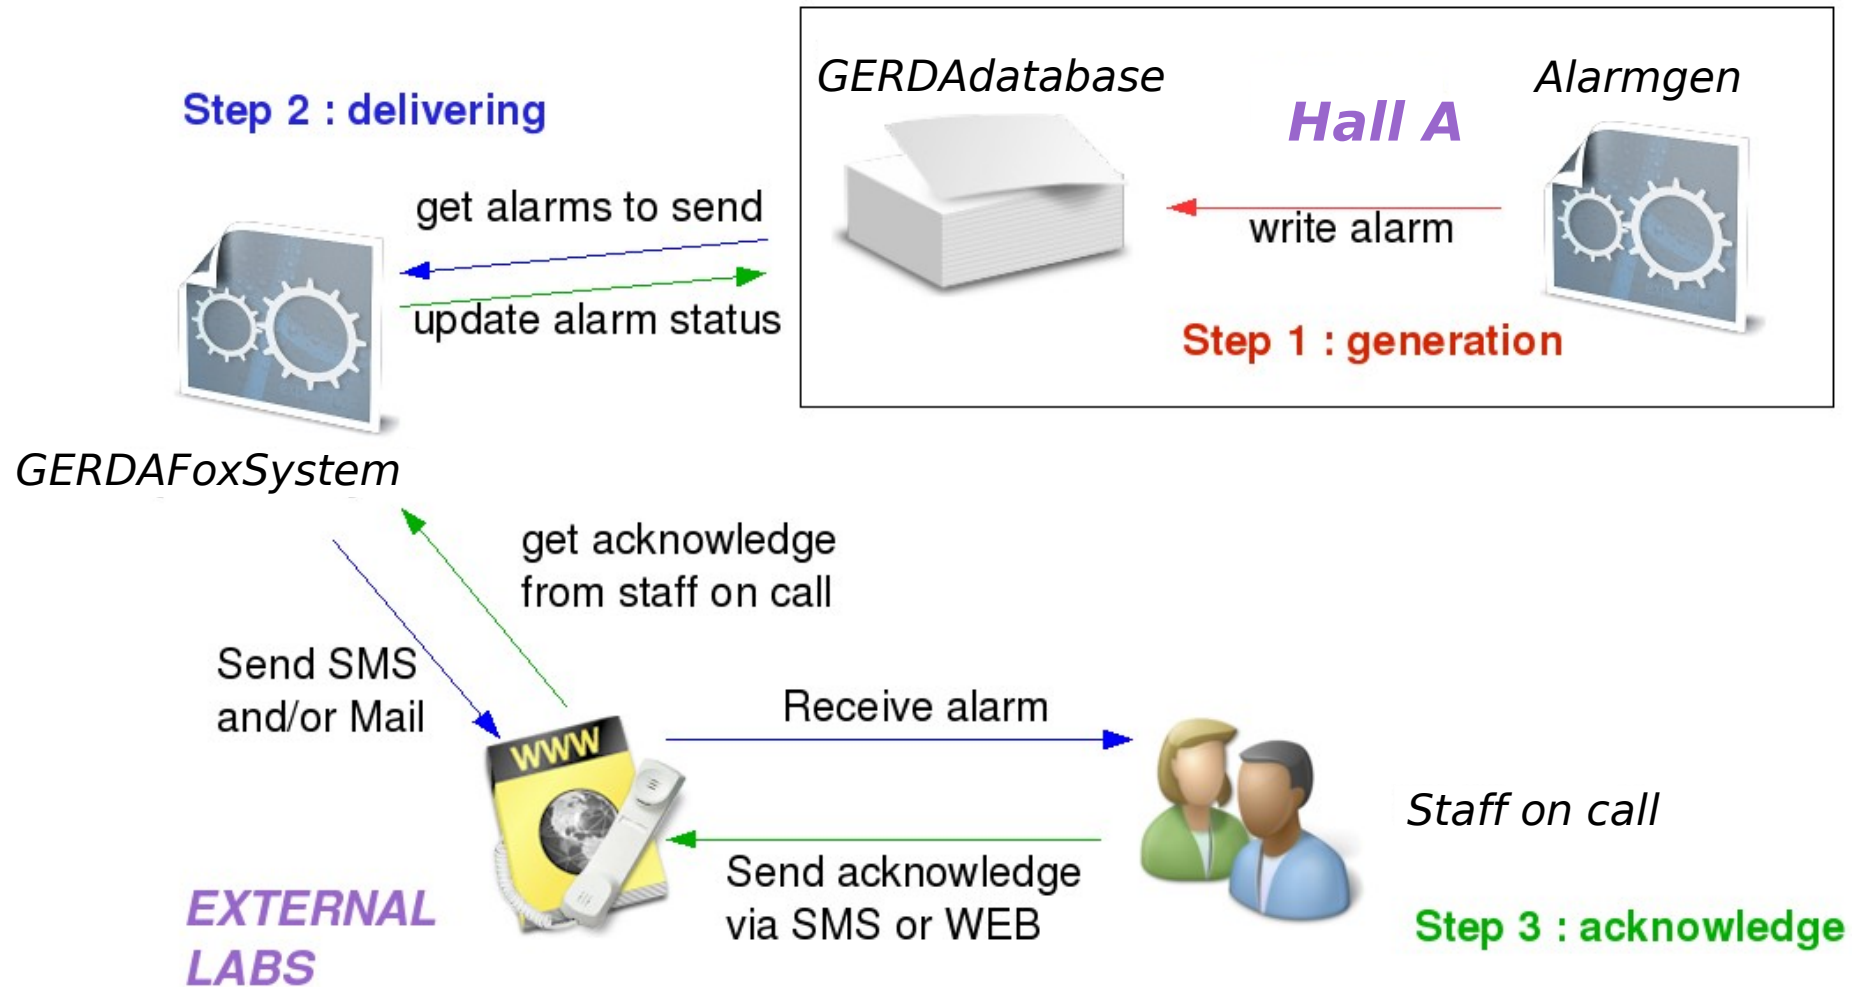 GERDAdatabase
Alarmgen
Hall A
write alarm
Step 1 : generation
Step 2 : delivering
get alarms to send
update alarm status
GERDAFoxSystem
get acknowledge
from staff on call
Send SMS
and/or Mail
WWW
Receive alarm
Staff on call
Send acknowledge
via SMS or WEB
Step 3 : acknowledge
EXTERNAL
LABS